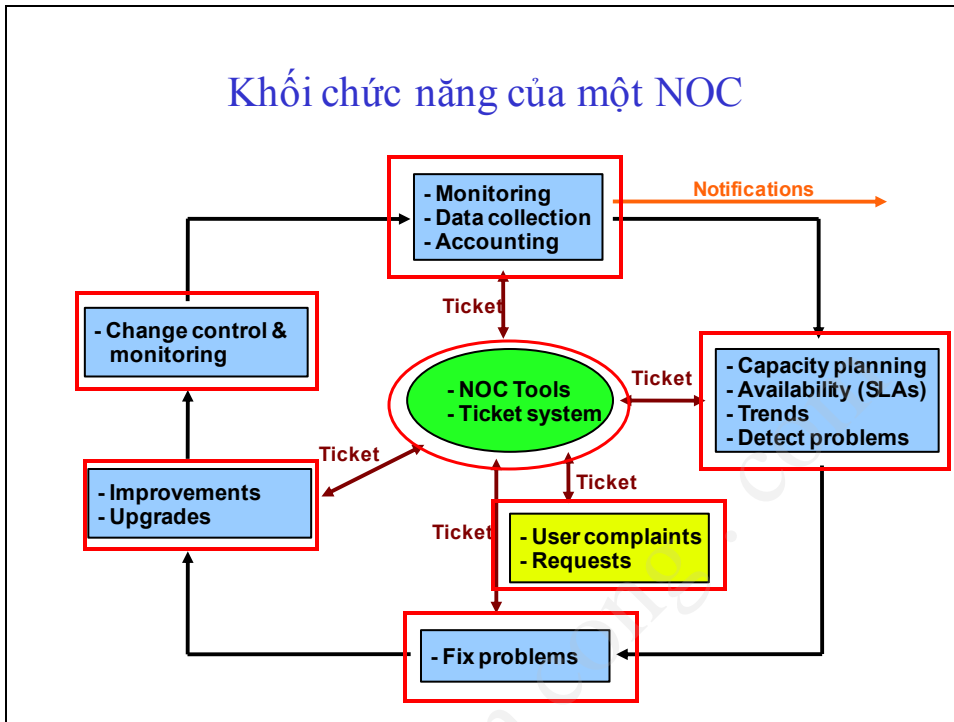 Khối chức năng của một NOC
- Monitoring
- Data collection
- Accounting
Notifications
Ticket
- Change control &
monitoring
- NOC Tools
- Ticket system
Ticket
- Capacity planning
- Availability (SLAs)
- Trends
- Detect problems
Ticket
- Improvements
- Upgrades
Ticket
Ticket
- User complaints
- Requests
- Fix problems